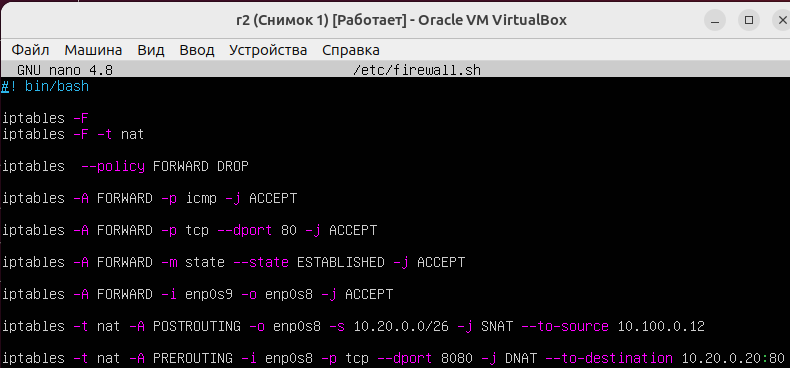 r2 (Снимок 1) [Работает] - Oracle VM VirtualBox
Файл Машина Вид Ввод Устройства Справка
GNU nano 4.8 /etc/firewall.sh
#! bin/bash
iptables -F
iptables -F -t nat
iptables --policy FORWARD DROP
iptables -A FORWARD -p icmp -j ACCEPT
iptables -A FORWARD -p tcp --dport 80 -j ACCEPT
iptables -A FORWARD -m state --state ESTABLISHED -j ACCEPT
iptables -A FORWARD -i enp0s9 -o enp0s8 -j ACCEPT
iptables -t nat -A POSTROUTING -o enp0s8 -s 10.20.0.0/26 -j SNAT --to-source 10.100.0.12
iptables -t nat -A PREROUTING -i enp0s8 -p tcp --dport 8080 -j DNAT --to-destination 10.20.0.20:80